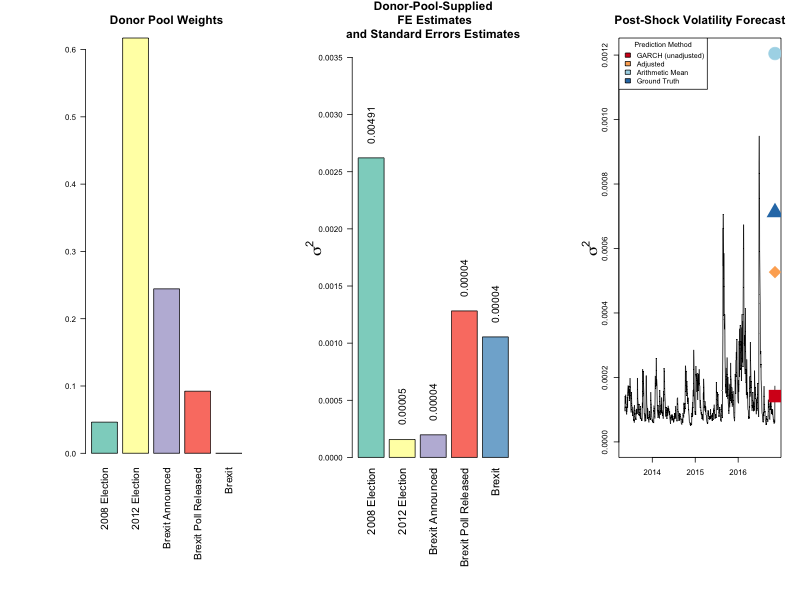 Donor Pool Weights
0.0
0.1
0.2
0.3
0.4
0.5
0.6
2008 Election
2012 Election
Brexit Announced
Brexit Poll Released
Brexit
Donor-Pool-Supplied
FE Estimates
and Standard Errors Estimates
σ²
0.0000
0.0005
0.0010
0.0015
0.0020
0.0025
0.0030
0.0035
0.00491
0.00005
0.00004
0.00004
0.00004
2008 Election
2012 Election
Brexit Announced
Brexit Poll Released
Brexit
Post-Shock Volatility Forecast
σ²
0.0000
0.0002
0.0004
0.0006
0.0008
0.0010
0.0012
Prediction Method
GARCH (unadjusted)
Adjusted
Arithmetic Mean
Ground Truth
2014
2015
2016